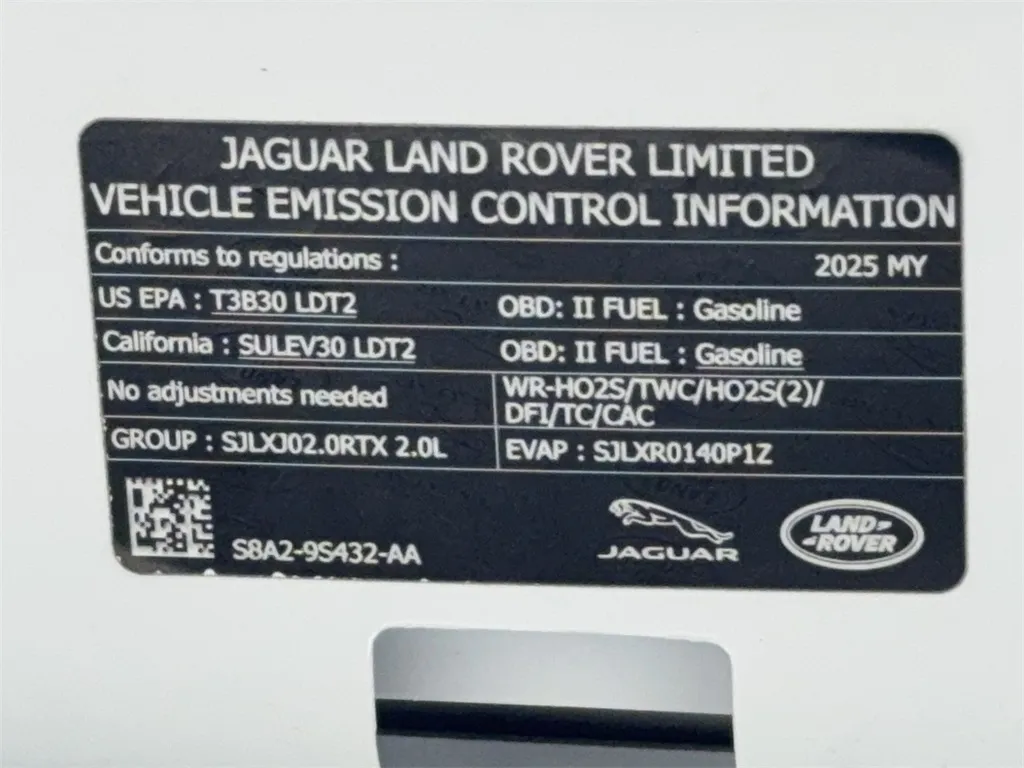 JAGUAR LAND ROVER LIMITED
VEHICLE EMISSION CONTROL INFORMATION
Conforms to regulations :
2025 MY
US EPA : T3B30 LDT2
OBD: II FUEL : Gasoline
California : SULEV30 LDT2
OBD: II FUEL : Gasoline
No adjustments needed
WR-HO2S/TWC/HO2S(2)/
DFI/TC/CAC
GROUP : SJLXJ02.0RTX 2.0L
EVAP : SJLXR0140P1Z
S8A2-9S432-AA
JAGUAR
LAND-
-ROVER